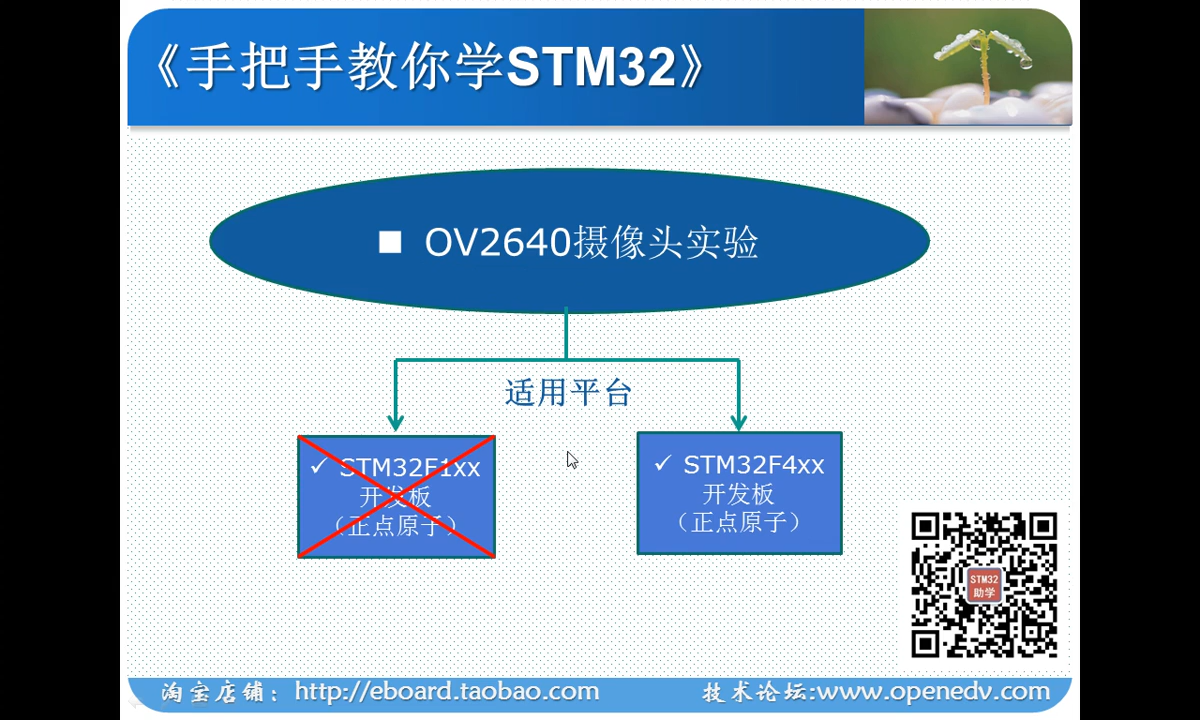 《手把手教你学STM32》
■ OV2640摄像头实验
适用平台
✓ STM32F1xx
开发板
（正点原子）
✓ STM32F4xx
开发板
（正点原子）
STM32
助学
淘宝店铺：http://eboard.taobao.com
技术论坛:www.openedv.com